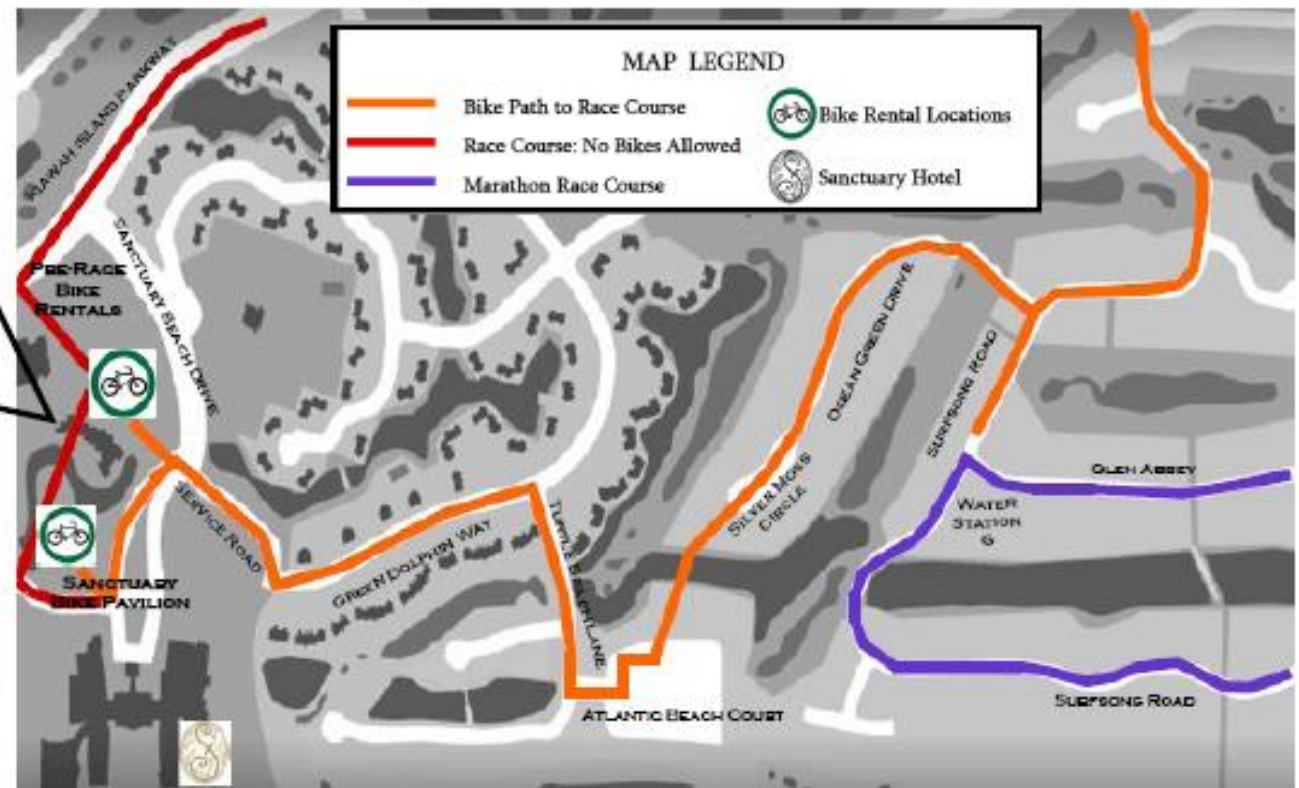 MAP LEGEND
Bike Path to Race Course
Race Course: No Bikes Allowed
Marathon Race Course
Bike Rental Locations
Sanctuary Hotel
KIAWAH ISLAND PARKWAY
SANCTUARY BEACH DRIVE
PRE-RACE
BIKE
RENTALS
OCEAN GREEN DRIVE
SURFSONG ROAD
SILVER MOSS
CIRCLE
GLEN ABBEY
WATER
STATION
6
SERVICE ROAD
GREEN DOLPHIN WAY
TURTLE BEACH LANE
SANCTUARY
BIKE PAVILION
ATLANTIC BEACH COURT
SURFSONG ROAD
S